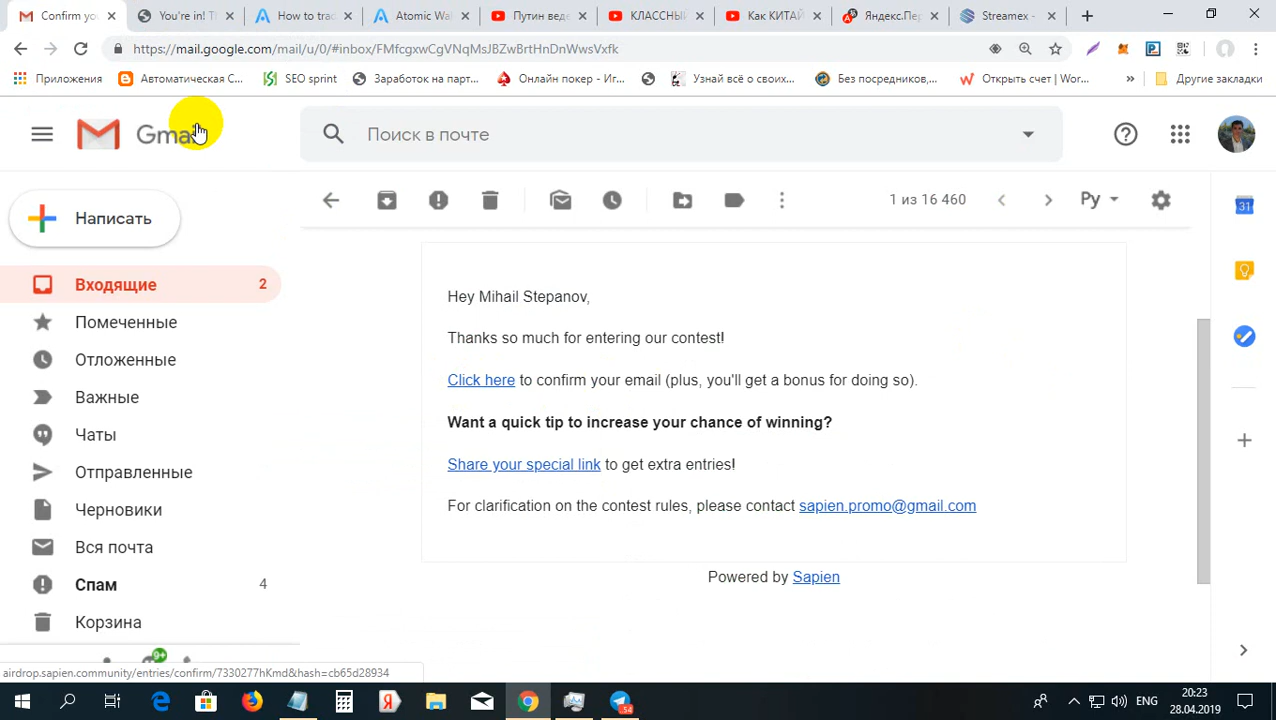 Confirm yo
You're in! T
How to tra
Atomic Wal
Путин веде
КЛАССНЫ
Как КИТАЙ
Яндекс.Пер
Streamex -
https://mail.google.com/mail/u/0/#inbox/FMfcgxwCgVNqMsJBZwBrtHnDnWwsVxfk
Приложения
Автоматическая С...
SEO sprint
Заработок на парт...
Онлайн покер - Иг...
Узнай всё о своих...
Без посредников,...
Открыть счет | Wor...
Другие закладки
Gmail
Поиск в почте
Написать
1 из 16 460
Ру
31
Входящие 2
Помеченные
Отложенные
Важные
Чаты
Отправленные
Черновики
Вся почта
Спам 4
Корзина
9+
Hey Mihail Stepanov,
Thanks so much for entering our contest!
Click here to confirm your email (plus, you'll get a bonus for doing so).
Want a quick tip to increase your chance of winning?
Share your special link to get extra entries!
For clarification on the contest rules, please contact sapien.promo@gmail.com
Powered by Sapien
airdrop.sapien.community/entries/confirm/7330277hKmd&hash=cb65d28934
54
ENG
20:23
28.04.2019